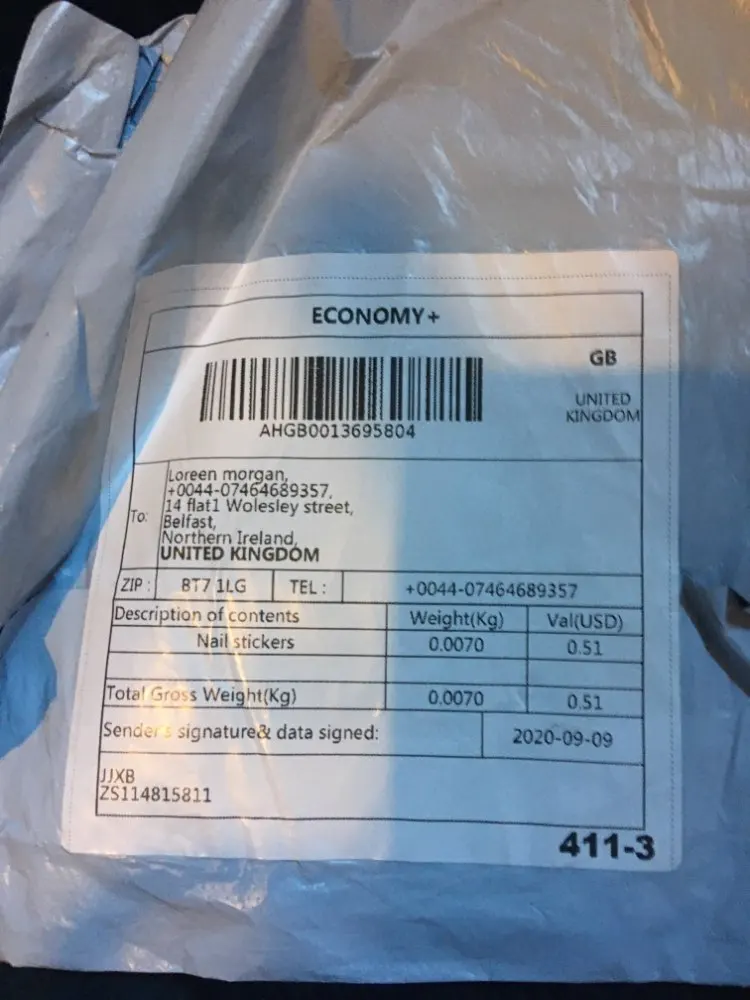 ECONOMY+
GB
UNITED
KINGDOM
AHGB0013695804
To:
Loreen morgan,
+0044-07464689357,
14 flat1 Wolesley street,
Belfast,
Northern Ireland,
UNITED KINGDOM
ZIP : BT7 1LG TEL : +0044-07464689357
Description of contents Weight(Kg) Val(USD)
Nail stickers 0.0070 0.51
Total Gross Weight(Kg) 0.0070 0.51
Sender's signature& data signed: 2020-09-09
JJXB
ZS114815811
411-3